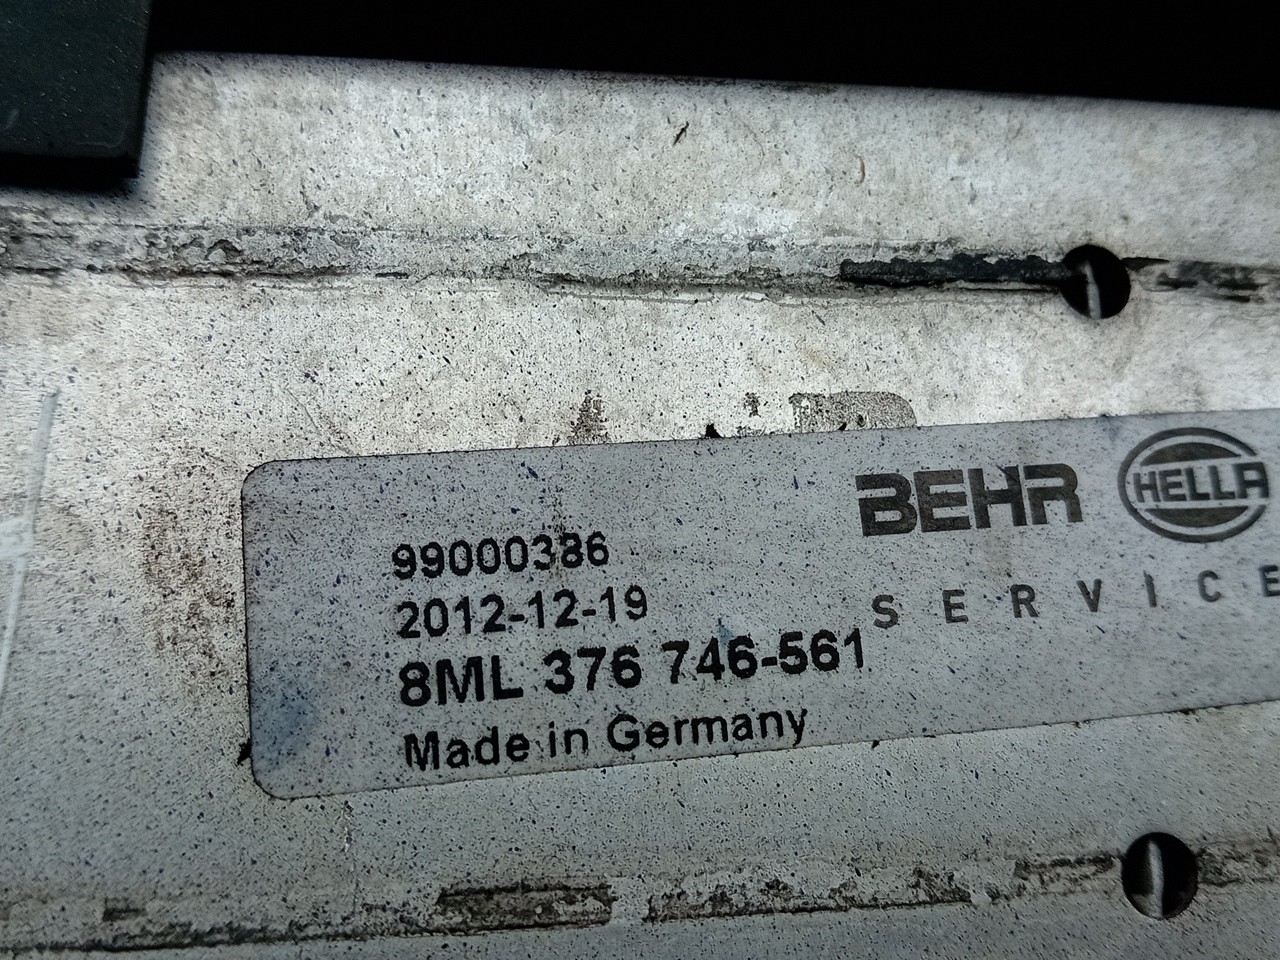 BEHR HELLA
SERVICE
99000386
2012-12-19
8ML 376 746-561
Made in Germany